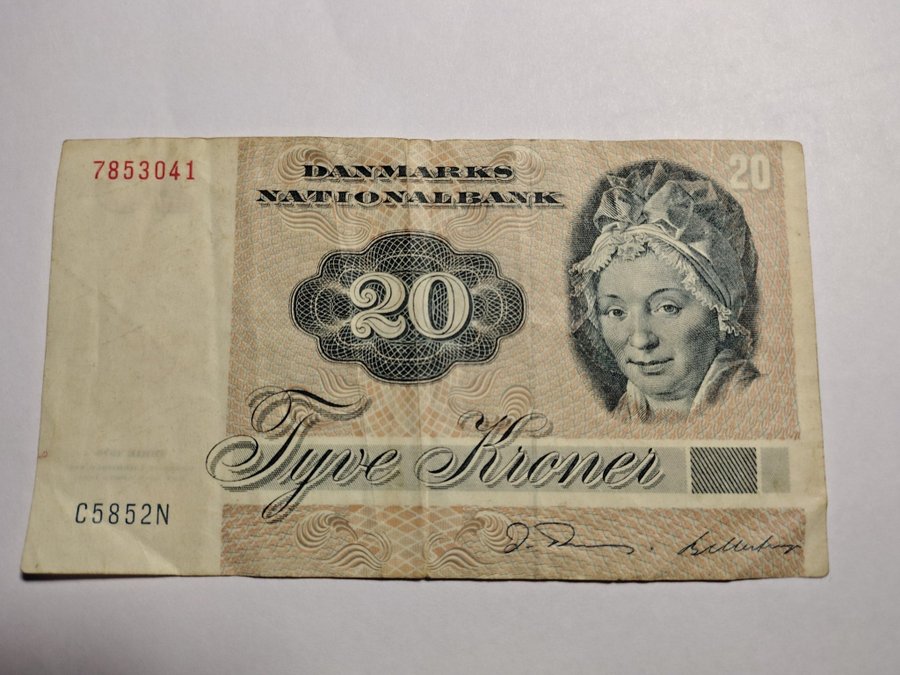 7853041
DANMARKS
NATIONALBANK
20
20
Tyve Kroner
C5852N